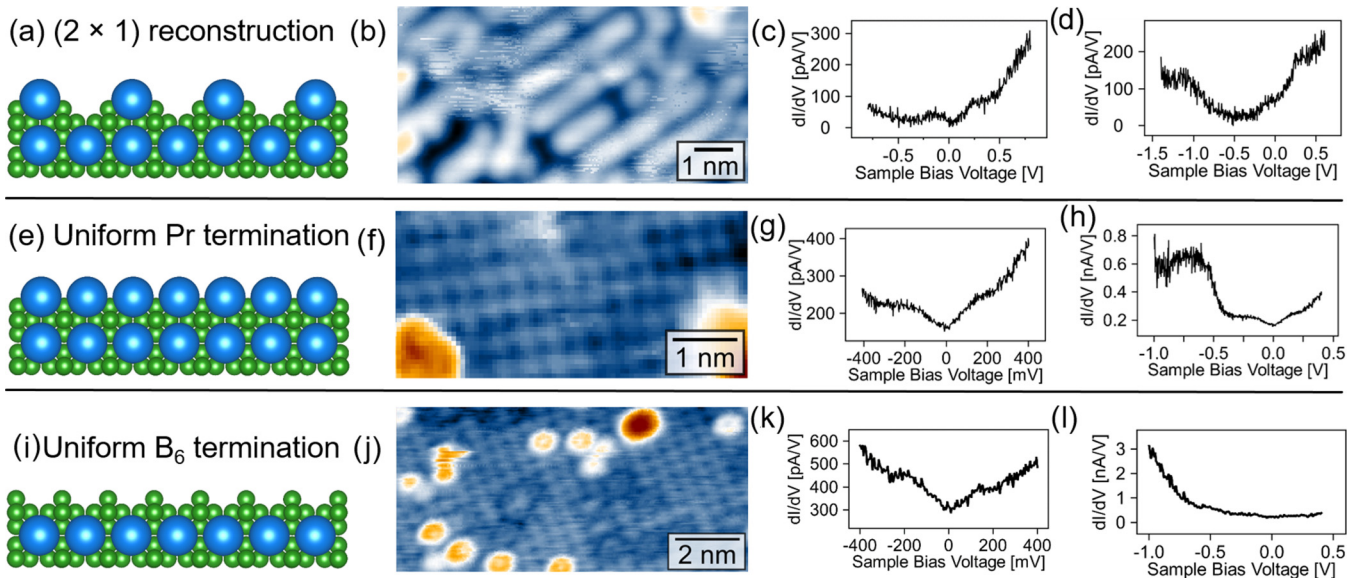 (a) (2 × 1) reconstruction
(b)
1 nm
(c)
dI/dV [pA/V]
300
200
100
0
-0.5 0.0 0.5
Sample Bias Voltage [V]
(d)
dI/dV [pA/V]
200
100
0
-1.5 -1.0 -0.5 0.0 0.5
Sample Bias Voltage [V]
(e) Uniform Pr termination
(f)
1 nm
(g)
dI/dV [pA/V]
400
300
200
-400 -200 0 200 400
Sample Bias Voltage [mV]
(h)
dI/dV [nA/V]
0.8
0.6
0.4
0.2
-1.0 -0.5 0.0 0.5
Sample Bias Voltage [V]
(i)Uniform B₆ termination
(j)
2 nm
(k)
dI/dV [pA/V]
600
500
400
300
-400 -200 0 200 400
Sample Bias Voltage [mV]
(l)
dI/dV [nA/V]
3
2
1
0
-1.0 -0.5 0.0 0.5
Sample Bias Voltage [V]